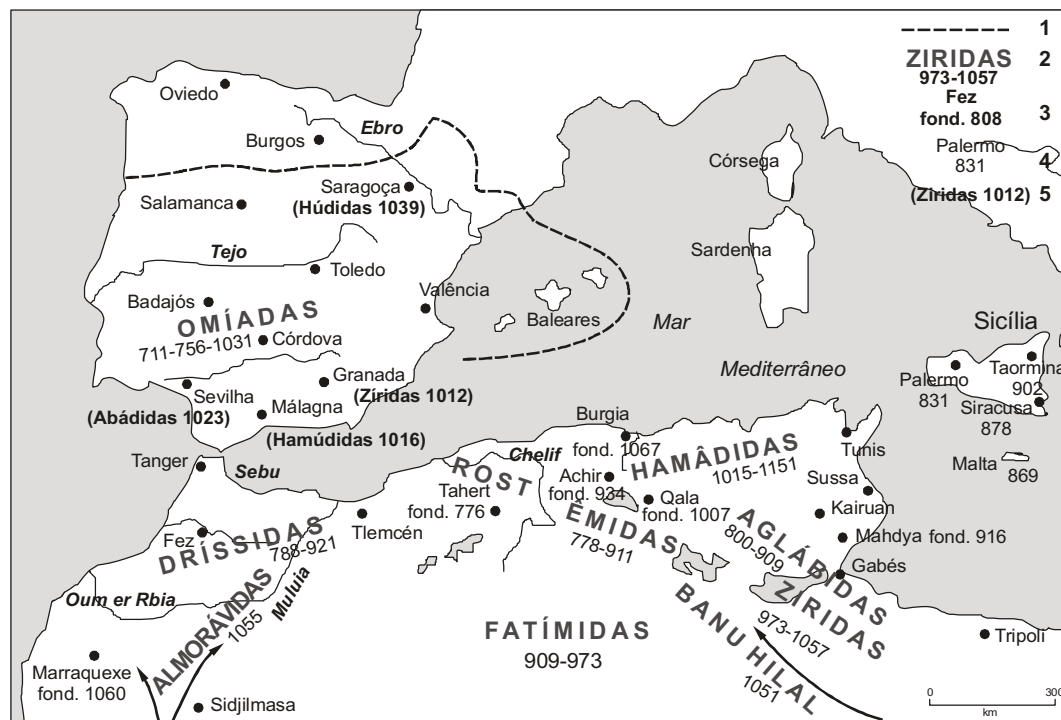 1
ZIRIDAS 2
973-1057
Fez
fond. 808 3
Palermo
831 4
(Ziridas 1012) 5
Oviedo
Burgos
Ebro
Córsega
Saragoça
(Húdidas 1039)
Salamanca
Tejo
Toledo
Sardenha
Badajós
Valência
Baleares
Mar
OMÍADAS
711-756-1031
Córdova
Sicília
Mediterrâneo
Granada
(Zíridas 1012)
Sevilha
(Abádidas 1023)
Málagna
(Hamúdidas 1016)
Palermo
831
Taormina
902
Siracusa
878
Malta
869
Burgia
fond. 1067
Tunis
Tanger
Sebu
Chelif
HAMÂDIDAS
1015-1151
ROST
ÊMIDAS
778-911
Achir
fond. 934
Tahert
fond. 776
Qala
fond. 1007
Sussa
Kairuan
Tlemcén
Fez
DRÍSSIDAS
788-921
Mahdya fond. 916
AGLÁBIDAS
800-909
Gabés
Oum er Rbia
Muluia
ALMORÁVIDAS
1055
ZÍRIDAS
973-1057
BANU HILAL
1051
FATÍMIDAS
909-973
Tripoli
Marraquexe
fond. 1060
Sidjilmasa
0 300
km